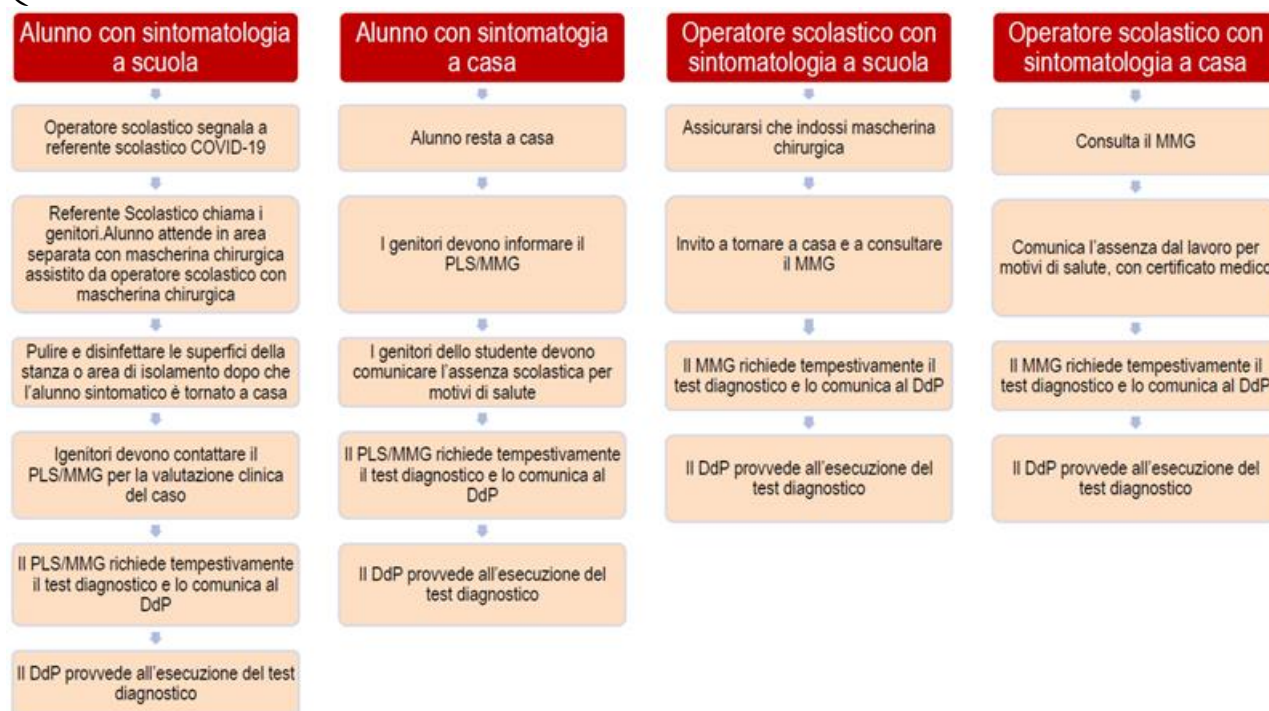 Alunno con sintomatologia
a scuola
Operatore scolastico segnala a
referente scolastico COVID-19
Referente Scolastico chiama i
genitori.Alunno attende in area
separata con mascherina chirurgica
assistito da operatore scolastico con
mascherina chirurgica
Pulire e disinfettare le superfici della
stanza o area di isolamento dopo che
l'alunno sintomatico è tornato a casa
Igenitori devono contattare il
PLS/MMG per la valutazione clinica
del caso
Il PLS/MMG richiede tempestivamente
il test diagnostico e lo comunica al
DdP
Il DdP provvede all'esecuzione del test
diagnostico
Alunno con sintomatogia
a casa
Alunno resta a casa
I genitori devono informare il
PLS/MMG
I genitori dello studente devono
comunicare l'assenza scolastica per
motivi di salute
Il PLS/MMG richiede tempestivamente
il test diagnostico e lo comunica al
DdP
Il DdP provvede all'esecuzione del
test diagnostico
Operatore scolastico con
sintomatologia a scuola
Assicurarsi che indossi mascherina
chirurgica
Invito a tornare a casa e a consultare
il MMG
Il MMG richiede tempestivamente il
test diagnostico e lo comunica al DdP
Il DdP provvede all'esecuzione del
test diagnostico
Operatore scolastico con
sintomatologia a casa
Consulta il MMG
Comunica l'assenza dal lavoro per
motivi di salute, con certificato medico
Il MMG richiede tempestivamente il
test diagnostico e lo comunica al DdP
Il DdP provvede all'esecuzione del
test diagnostico